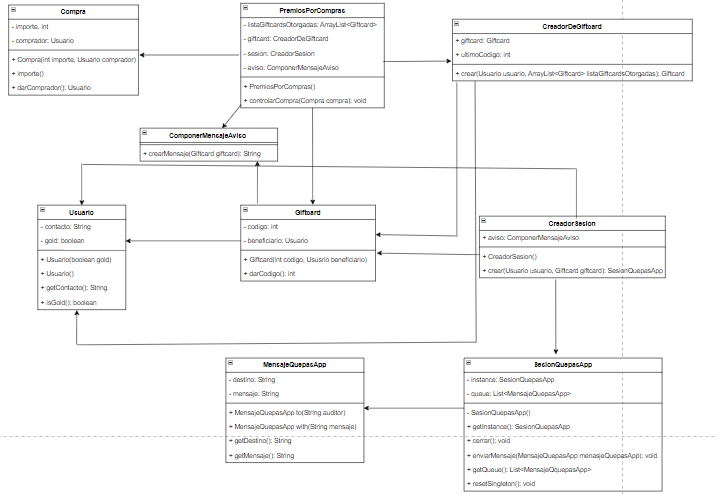 Compra
- importe. int
- comprador: Usuario
+ Compra(int importe, Usuario comprador)
+ importe()
+ darComprador(): Usuario
PremiosPorCompras
- listaGiftcardsOtorgadas: ArrayList<Giftcard>
- giftcard: CreadorDeGiftcard
- sesion: CreadorSesion
- aviso: ComponerMensajeAviso
+ PremiosPorCompras()
+ controlarCompra(Compra compra): void
CreadorDeGiftcard
+ giftcard: Giftcard
+ ultimoCodigo: int
+ crear(Usuario usuario, ArrayList<Giftcard> listaGiftcardsOtorgadas): Giftcard
ComponerMensajeAviso
+ crearMensaje(Giftcard giftcard): String
Usuario
- contacto: String
- gold: boolean
+ Usuario(boolean gold)
+ Usuario()
+ getContacto(): String
+ isGold(): boolean
Giftcard
- codigo: int
- beneficiario: Usuario
+ Giftcard(int codigo, Ususrio beneficiario)
+ darCodigo(): int
CreadorSesion
+ aviso: ComponerMensajeAviso
+ CreadorSesion()
+ crear(Usuario usuario, Giftcard giftcard): SesionQuepasApp
MensajeQuepasApp
- destino: String
- mensaje: String
+ MensajeQuepasApp to(String auditor)
+ MensajeQuepasApp with(String mensaje)
+ getDestino(): String
+ getMensaje(): String
SesionQuepasApp
- instance: SesionQuepasApp
- queue: List<MensajeQuepasApp>
- SesionQuepasApp()
+ getInstance(): SesionQuepasApp
+ cerrar(): void
+ enviarMensaje(MensajeQuepasApp menasjeQuepasApp): void
+ getQueue(): List<MensajeQquepasApp>
+ resetSingleton(): void